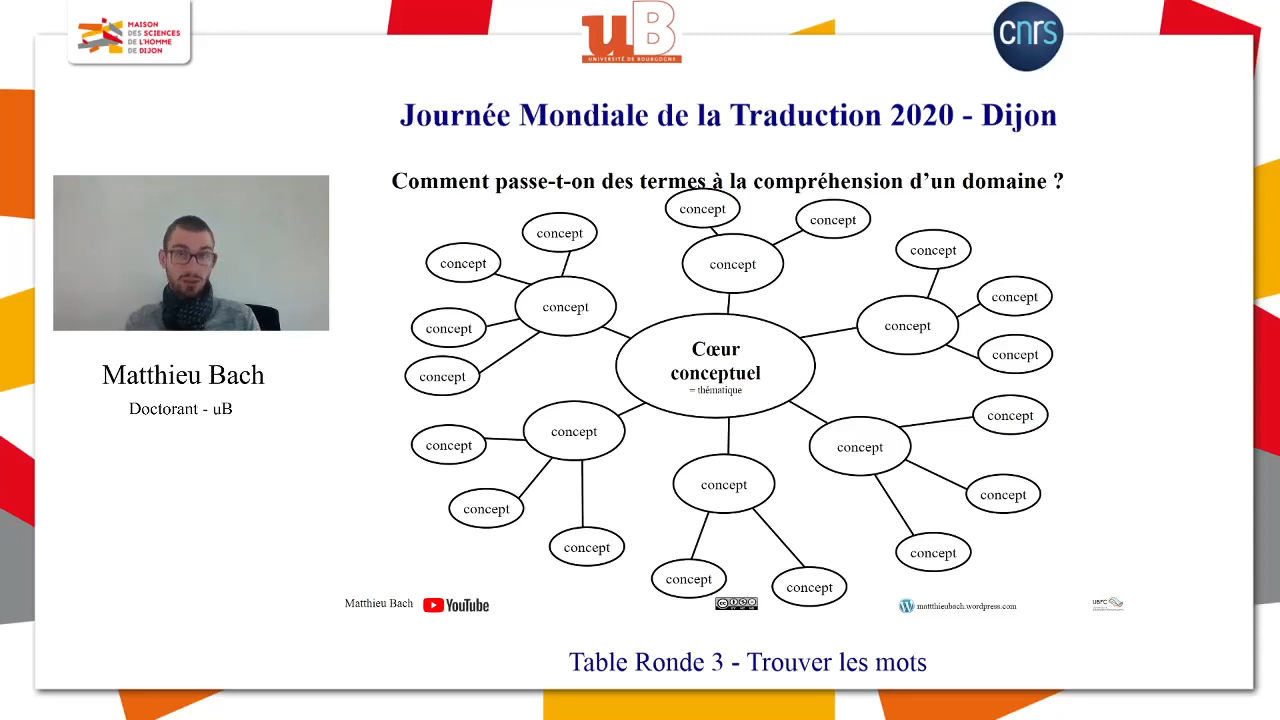 MAISON
DES SCIENCES
DE L'HOMME
DE DIJON
uB
UNIVERSITÉ DE BOURGOGNE
cnrs
Journée Mondiale de la Traduction 2020 - Dijon
Comment passe-t-on des termes à la compréhension d’un domaine ?
concept
concept
concept
concept
concept
concept
concept
concept
concept
concept
concept
concept
Cœur
conceptuel
= thématique
concept
concept
Matthieu Bach
Doctorant - uB
concept
concept
concept
concept
concept
concept
concept
concept
concept
concept
concept
Matthieu Bach
YouTube
mattthieubach.wordpress.com
UBFC
Table Ronde 3 - Trouver les mots